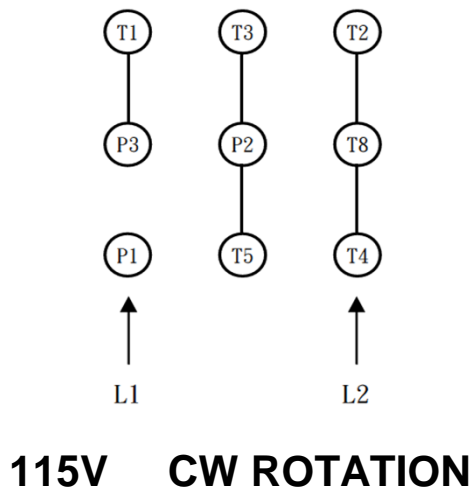 T1 T3 T2
P3 P2 T8
P1 T5 T4
L1 L2
115V CW ROTATION